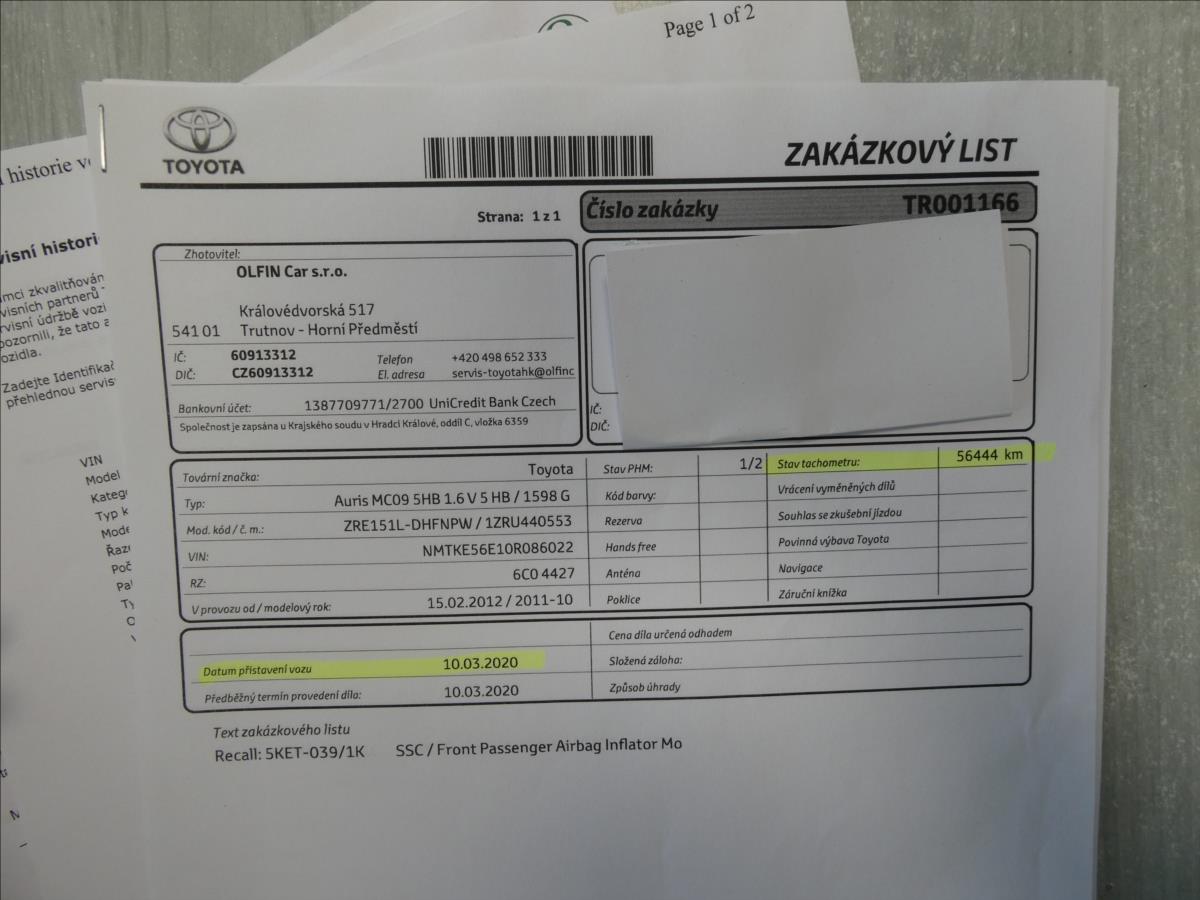 Page 1 of 2
historie
TOYOTA
ZAKÁZKOVÝ LIST
Strana: 1 z 1
Číslo zakázky TR001166
Zhotovitel:
OLFIN Car s.r.o.
Královédvorská 517
541 01 Trutnov - Horní Předměstí
IČ: 60913312 Telefon +420 498 652 333
DIČ: CZ60913312 El. adresa servis-toyotahk@olfinc
Bankovní účet: 1387709771/2700 UniCredit Bank Czech
Společnost je zapsána u Krajského soudu v Hradci Králové, oddíl C, vložka 6359
IČ:
DIČ:
Tovární značka: Toyota
Typ: Auris MC09 5HB 1.6 V 5 HB / 1598 G
Mod. kód / č. m.: ZRE151L-DHFNPW / 1ZRU440553
VIN: NMTKE56E10R086022
RZ: 6C0 4427
V provozu od / modelový rok: 15.02.2012 / 2011-10
Stav PHM: 1/2
Kód barvy:
Rezerva
Hands free
Anténa
Poklice
Stav tachometru: 56444 km
Vrácení vyměněných dílů
Souhlas se zkušební jízdou
Povinná výbava Toyota
Navigace
Záruční knížka
Datum přistavení vozu 10.03.2020
Předběžný termín provedení díla: 10.03.2020
Cena díla určená odhadem
Složená záloha:
Způsob úhrady
Text zakázkového listu
Recall: 5KET-039/1K SSC / Front Passenger Airbag Inflator Mo
visní histori
mci zkvalitňován
visních partnerů
rvisní údržbě vozi
pozornili, že tato a
ozidla.
Zadejte Identifikač
přehlednou servis
VIN
Model
Kateg
Typ k
Mode
Řaz
Poč